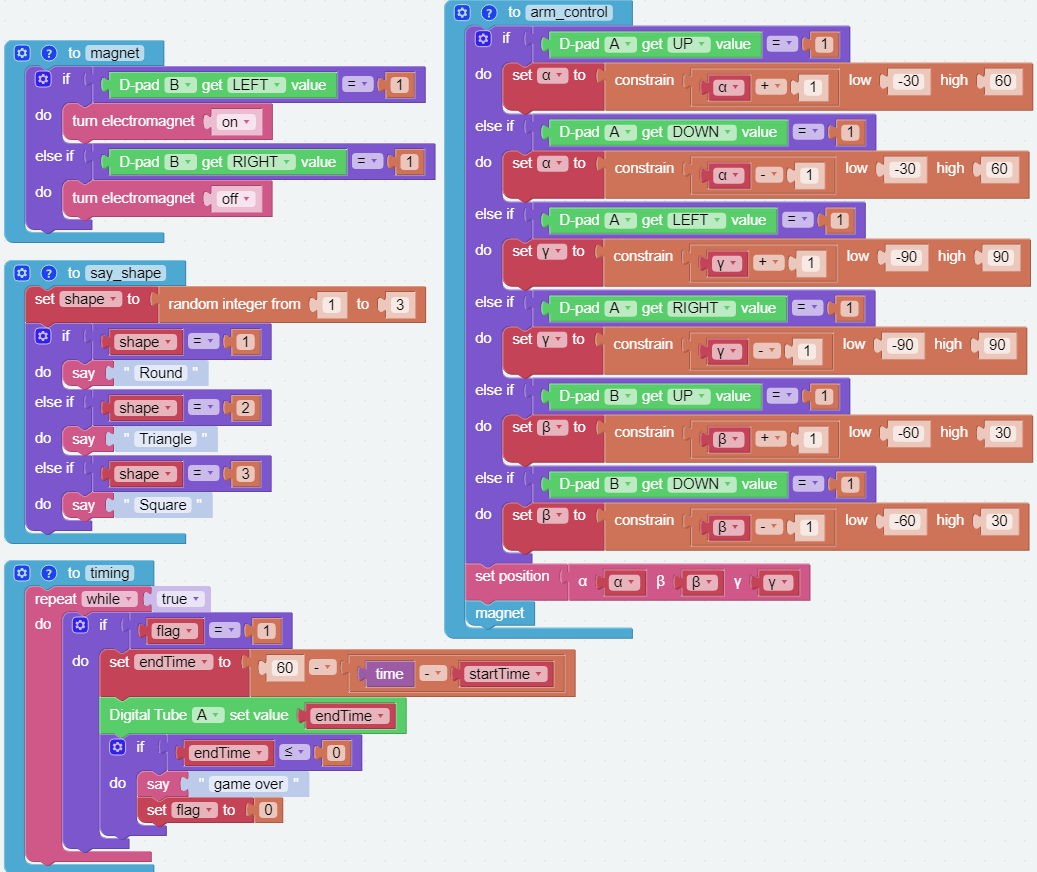 to magnet
if D-pad B get LEFT value = 1
do turn electromagnet on
else if D-pad B get RIGHT value = 1
do turn electromagnet off
to say_shape
set shape to random integer from 1 to 3
if shape = 1
do say " Round "
else if shape = 2
do say " Triangle "
else if shape = 3
do say " Square "
to timing
repeat while true
do if flag = 1
do set endTime to 60 - time - startTime
Digital Tube A set value endTime
if endTime ≤ 0
do say " game over "
set flag to 0
to arm_control
if D-pad A get UP value = 1
do set α to constrain α + 1 low -30 high 60
else if D-pad A get DOWN value = 1
do set α to constrain α - 1 low -30 high 60
else if D-pad A get LEFT value = 1
do set γ to constrain γ + 1 low -90 high 90
else if D-pad A get RIGHT value = 1
do set γ to constrain γ - 1 low -90 high 90
else if D-pad B get UP value = 1
do set β to constrain β + 1 low -60 high 30
else if D-pad B get DOWN value = 1
do set β to constrain β - 1 low -60 high 30
set position α α β β γ γ
magnet